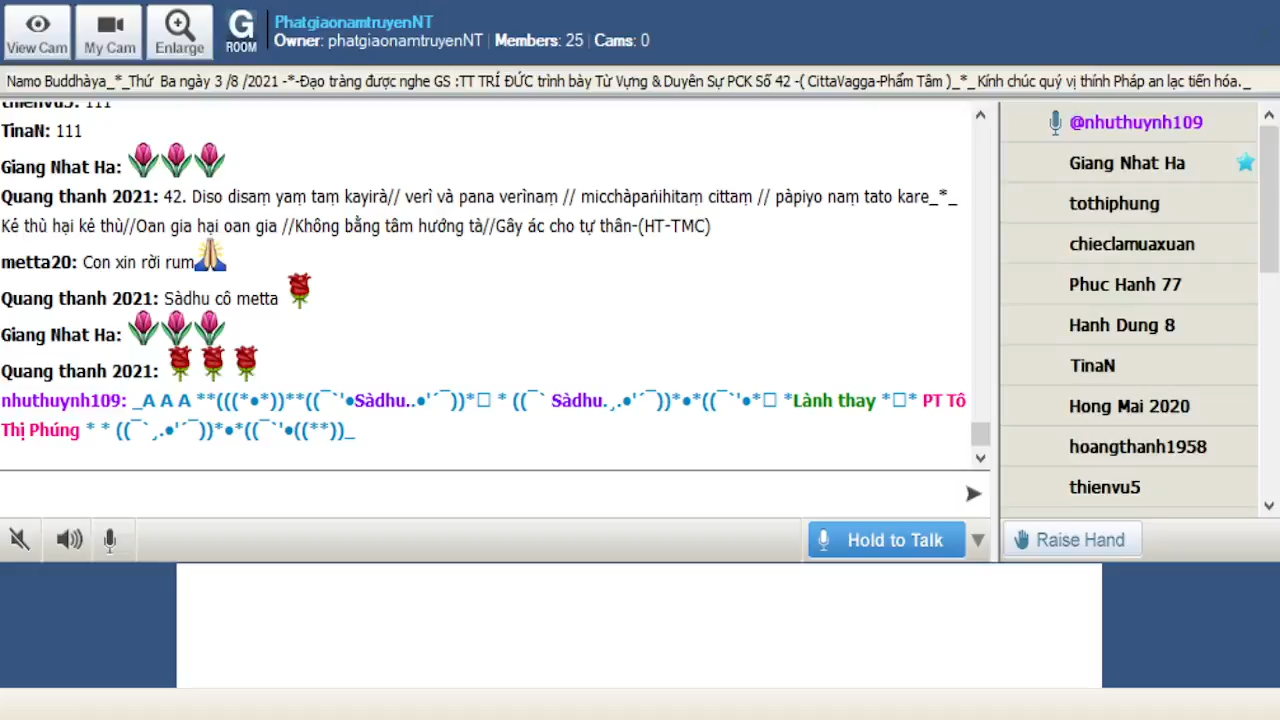 View Cam
My Cam
Enlarge
G
ROOM
PhatgiaonamtruyenNT
Owner: phatgiaonamtruyenNT | Members: 25 | Cams: 0
Namo Buddhàya_*_Thứ Ba ngày 3 /8 /2021 -*-Đạo tràng được nghe GS :TT TRÍ ĐỨC trình bày Từ Vựng & Duyên Sự PCK Số 42 -( CittaVagga-Phẩm Tâm )_*_ Kính chúc quý vị thính Pháp an lạc tiến hóa._
thienvu5: 111
TinaN: 111
Giang Nhat Ha:
Quang thanh 2021: 42. Diso disaṃ yaṃ taṃ kayirà// verì và pana verìnaṃ // micchàpaṅihitaṃ cittaṃ // pàpiyo naṃ tato kare_*_
Kẻ thù hại kẻ thù//Oan gia hại oan gia //Không bằng tâm hướng tà//Gây ác cho tự thân-(HT-TMC)
metta20: Con xin rời rum
Quang thanh 2021: Sàdhu cô metta
Giang Nhat Ha:
Quang thanh 2021:
nhuthuynh109: _A A A **(((*•*))**((¯`'•Sàdhu..•'´¯))*□ * ((¯` Sàdhu.¸.•'´¯))*•*((¯`'•*□ *Lành thay *□* PT Tô
Thị Phúng * * ((¯`¸.•'´¯))*•*((¯`'•((**))_
@nhuthuynh109
Giang Nhat Ha
tothiphung
chieclamuaxuan
Phuc Hanh 77
Hanh Dung 8
TinaN
Hong Mai 2020
hoangthanh1958
thienvu5
Hold to Talk
Raise Hand